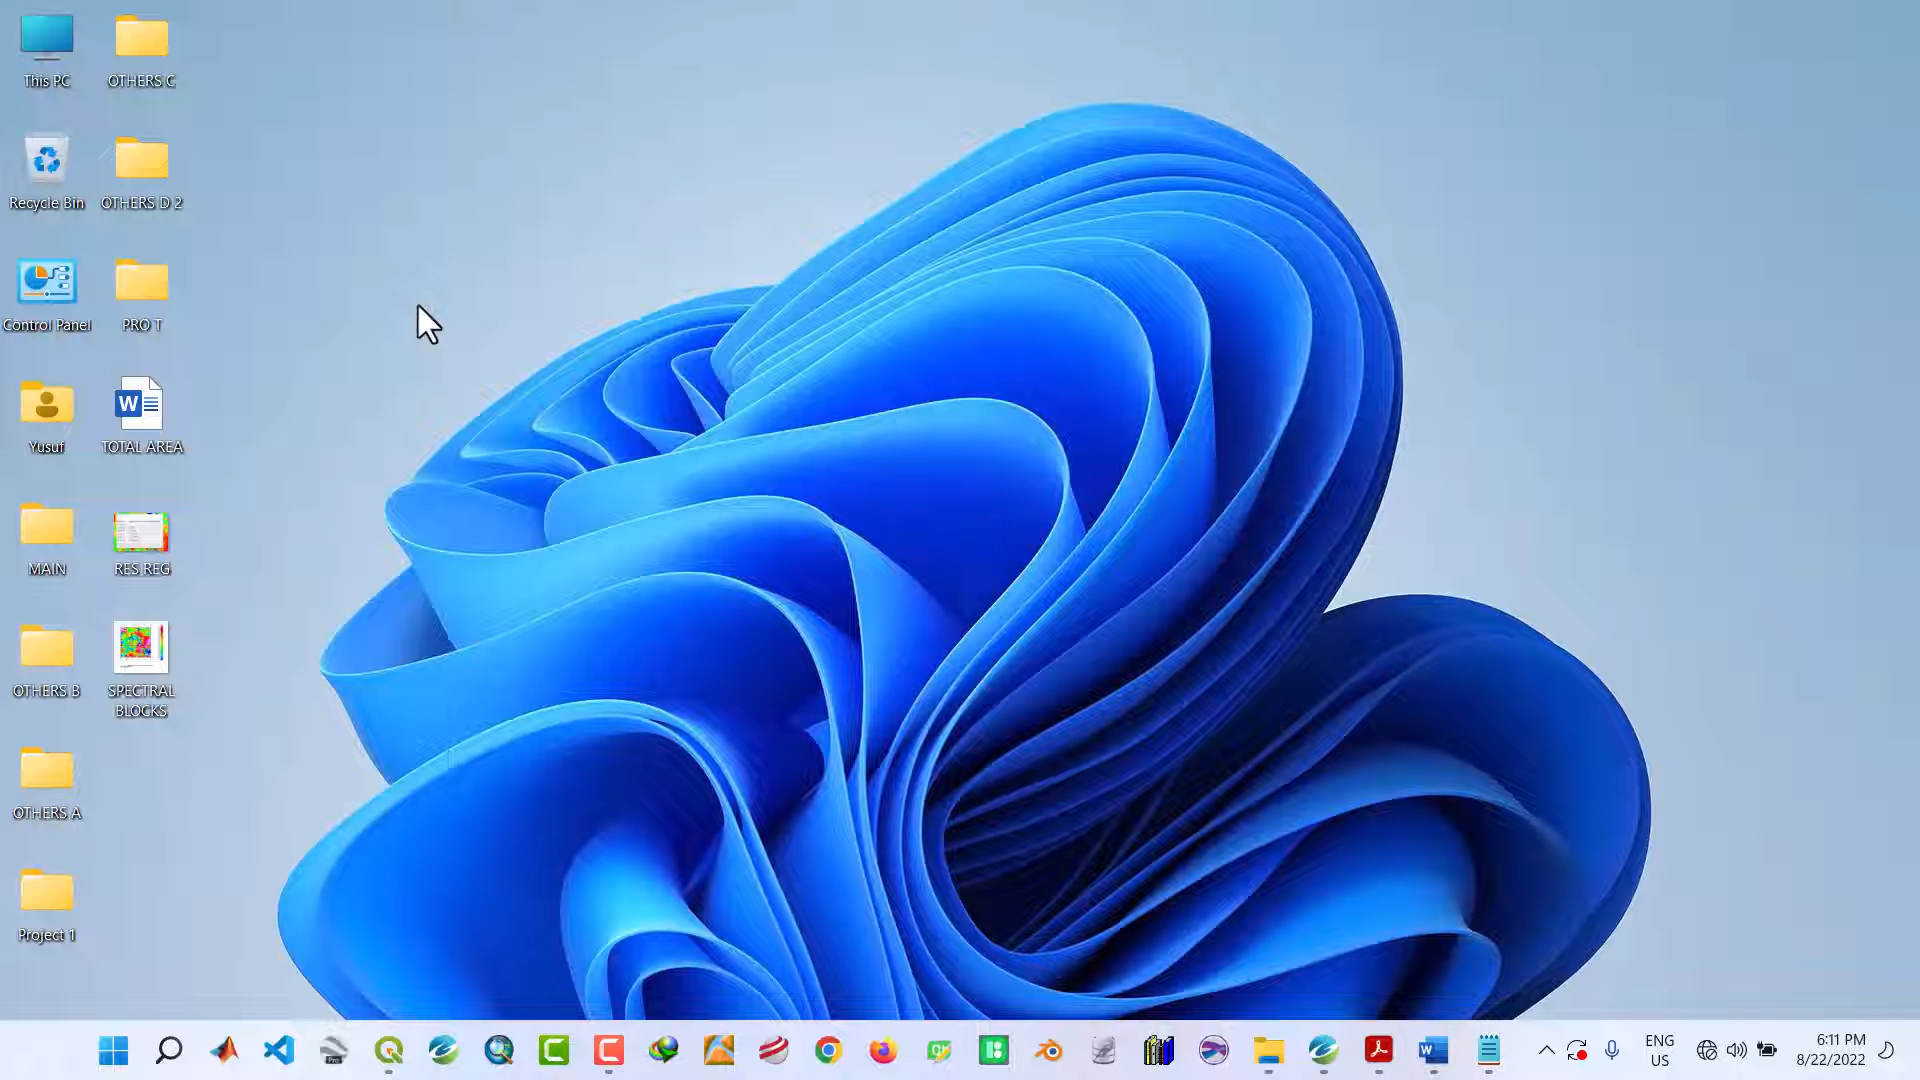 This PC
OTHERS C
Recycle Bin
OTHERS D 2
Control Panel
PRO T
Yusuf
TOTAL AREA
MAIN
RES REG
OTHERS B
SPECTRAL
BLOCKS
OTHERS A
Project 1
ENG
US
6:11 PM
8/22/2022